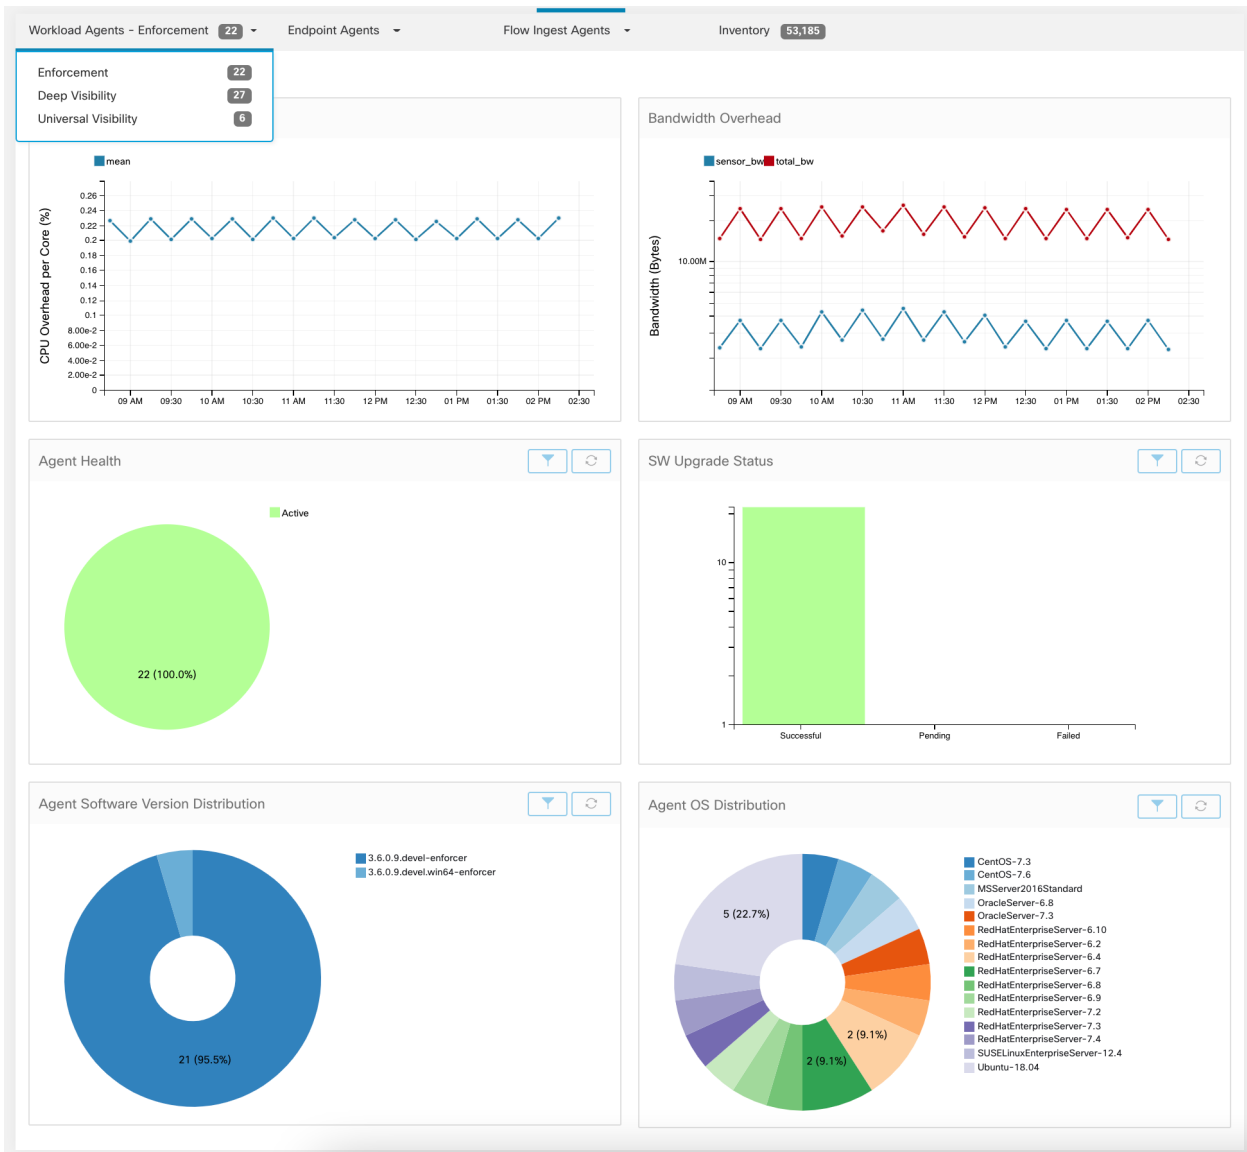 Workload Agents - Enforcement 22 Endpoint Agents Flow Ingest Agents Inventory 53,185
Enforcement 22
Deep Visibility 27
Universal Visibility 6
mean
CPU Overhead per Core (%)
0.26
0.24
0.22
0.2
0.18
0.16
0.14
0.12
0.1
8.00e-2
6.00e-2
4.00e-2
2.00e-2
0
09 AM 09:30 10 AM 10:30 11 AM 11:30 12 PM 12:30 01 PM 01:30 02 PM 02:30
Bandwidth Overhead
sensor_bw total_bw
Bandwidth (Bytes)
10.00M
09 AM 09:30 10 AM 10:30 11 AM 11:30 12 PM 12:30 01 PM 01:30 02 PM 02:30
Agent Health
Active
22 (100.0%)
SW Upgrade Status
10
1
Successful Pending Failed
Agent Software Version Distribution
3.6.0.9.devel-enforcer
3.6.0.9.devel.win64-enforcer
21 (95.5%)
Agent OS Distribution
5 (22.7%)
2 (9.1%)
2 (9.1%)
CentOS-7.3
CentOS-7.6
MSServer2016Standard
OracleServer-6.8
OracleServer-7.3
RedHatEnterpriseServer-6.10
RedHatEnterpriseServer-6.2
RedHatEnterpriseServer-6.4
RedHatEnterpriseServer-6.7
RedHatEnterpriseServer-6.8
RedHatEnterpriseServer-6.9
RedHatEnterpriseServer-7.2
RedHatEnterpriseServer-7.3
RedHatEnterpriseServer-7.4
SUSELinuxEnterpriseServer-12.4
Ubuntu-18.04